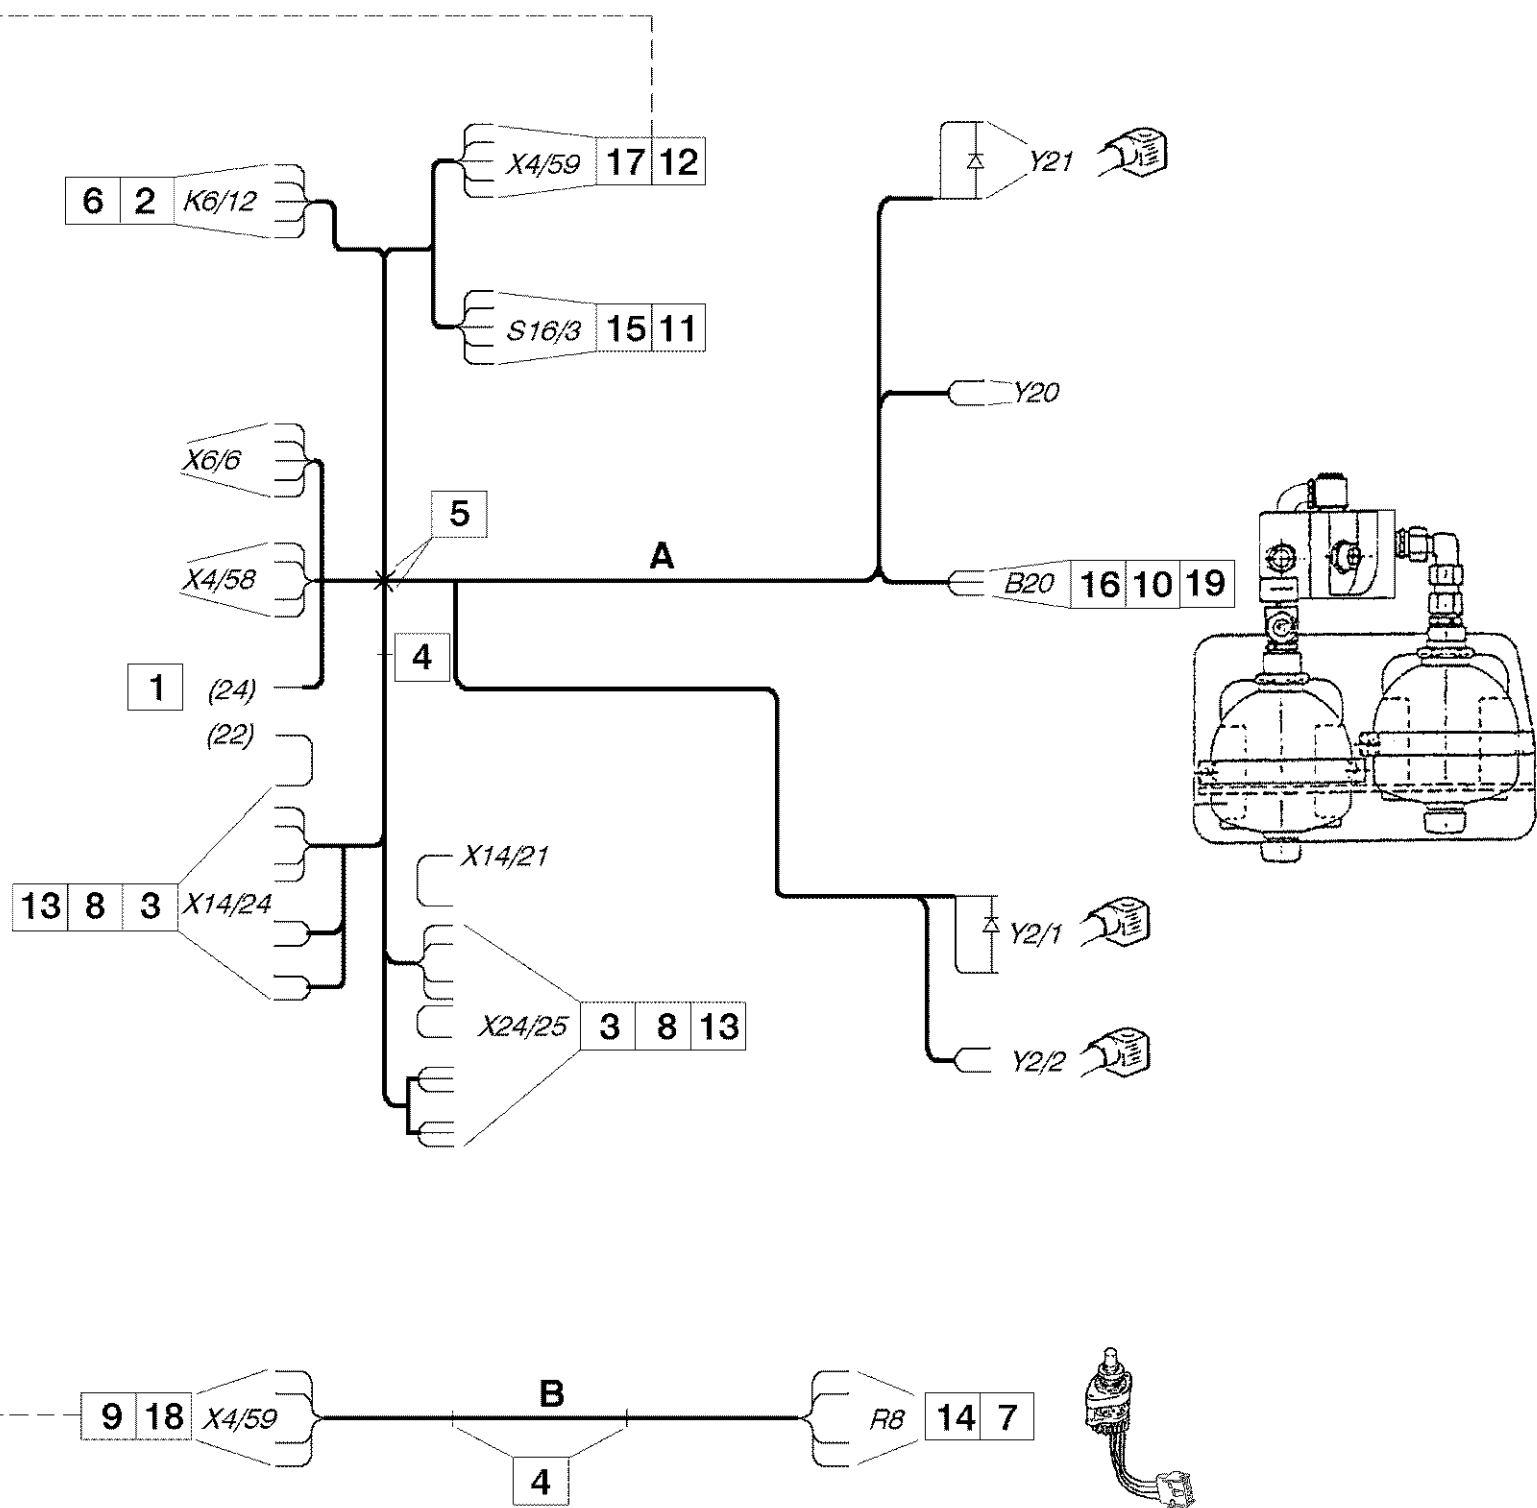 X4/59 17 12
Y21
6 2 K6/12
S16/3 15 11
Y20
X6/6
5
A
X4/58
B20 16 10 19
4
1 (24)
(22)
X14/21
13 8 3 X14/24
Y2/1
X24/25 3 8 13
Y2/2
B
9 18 X4/59
R8 14 7
4